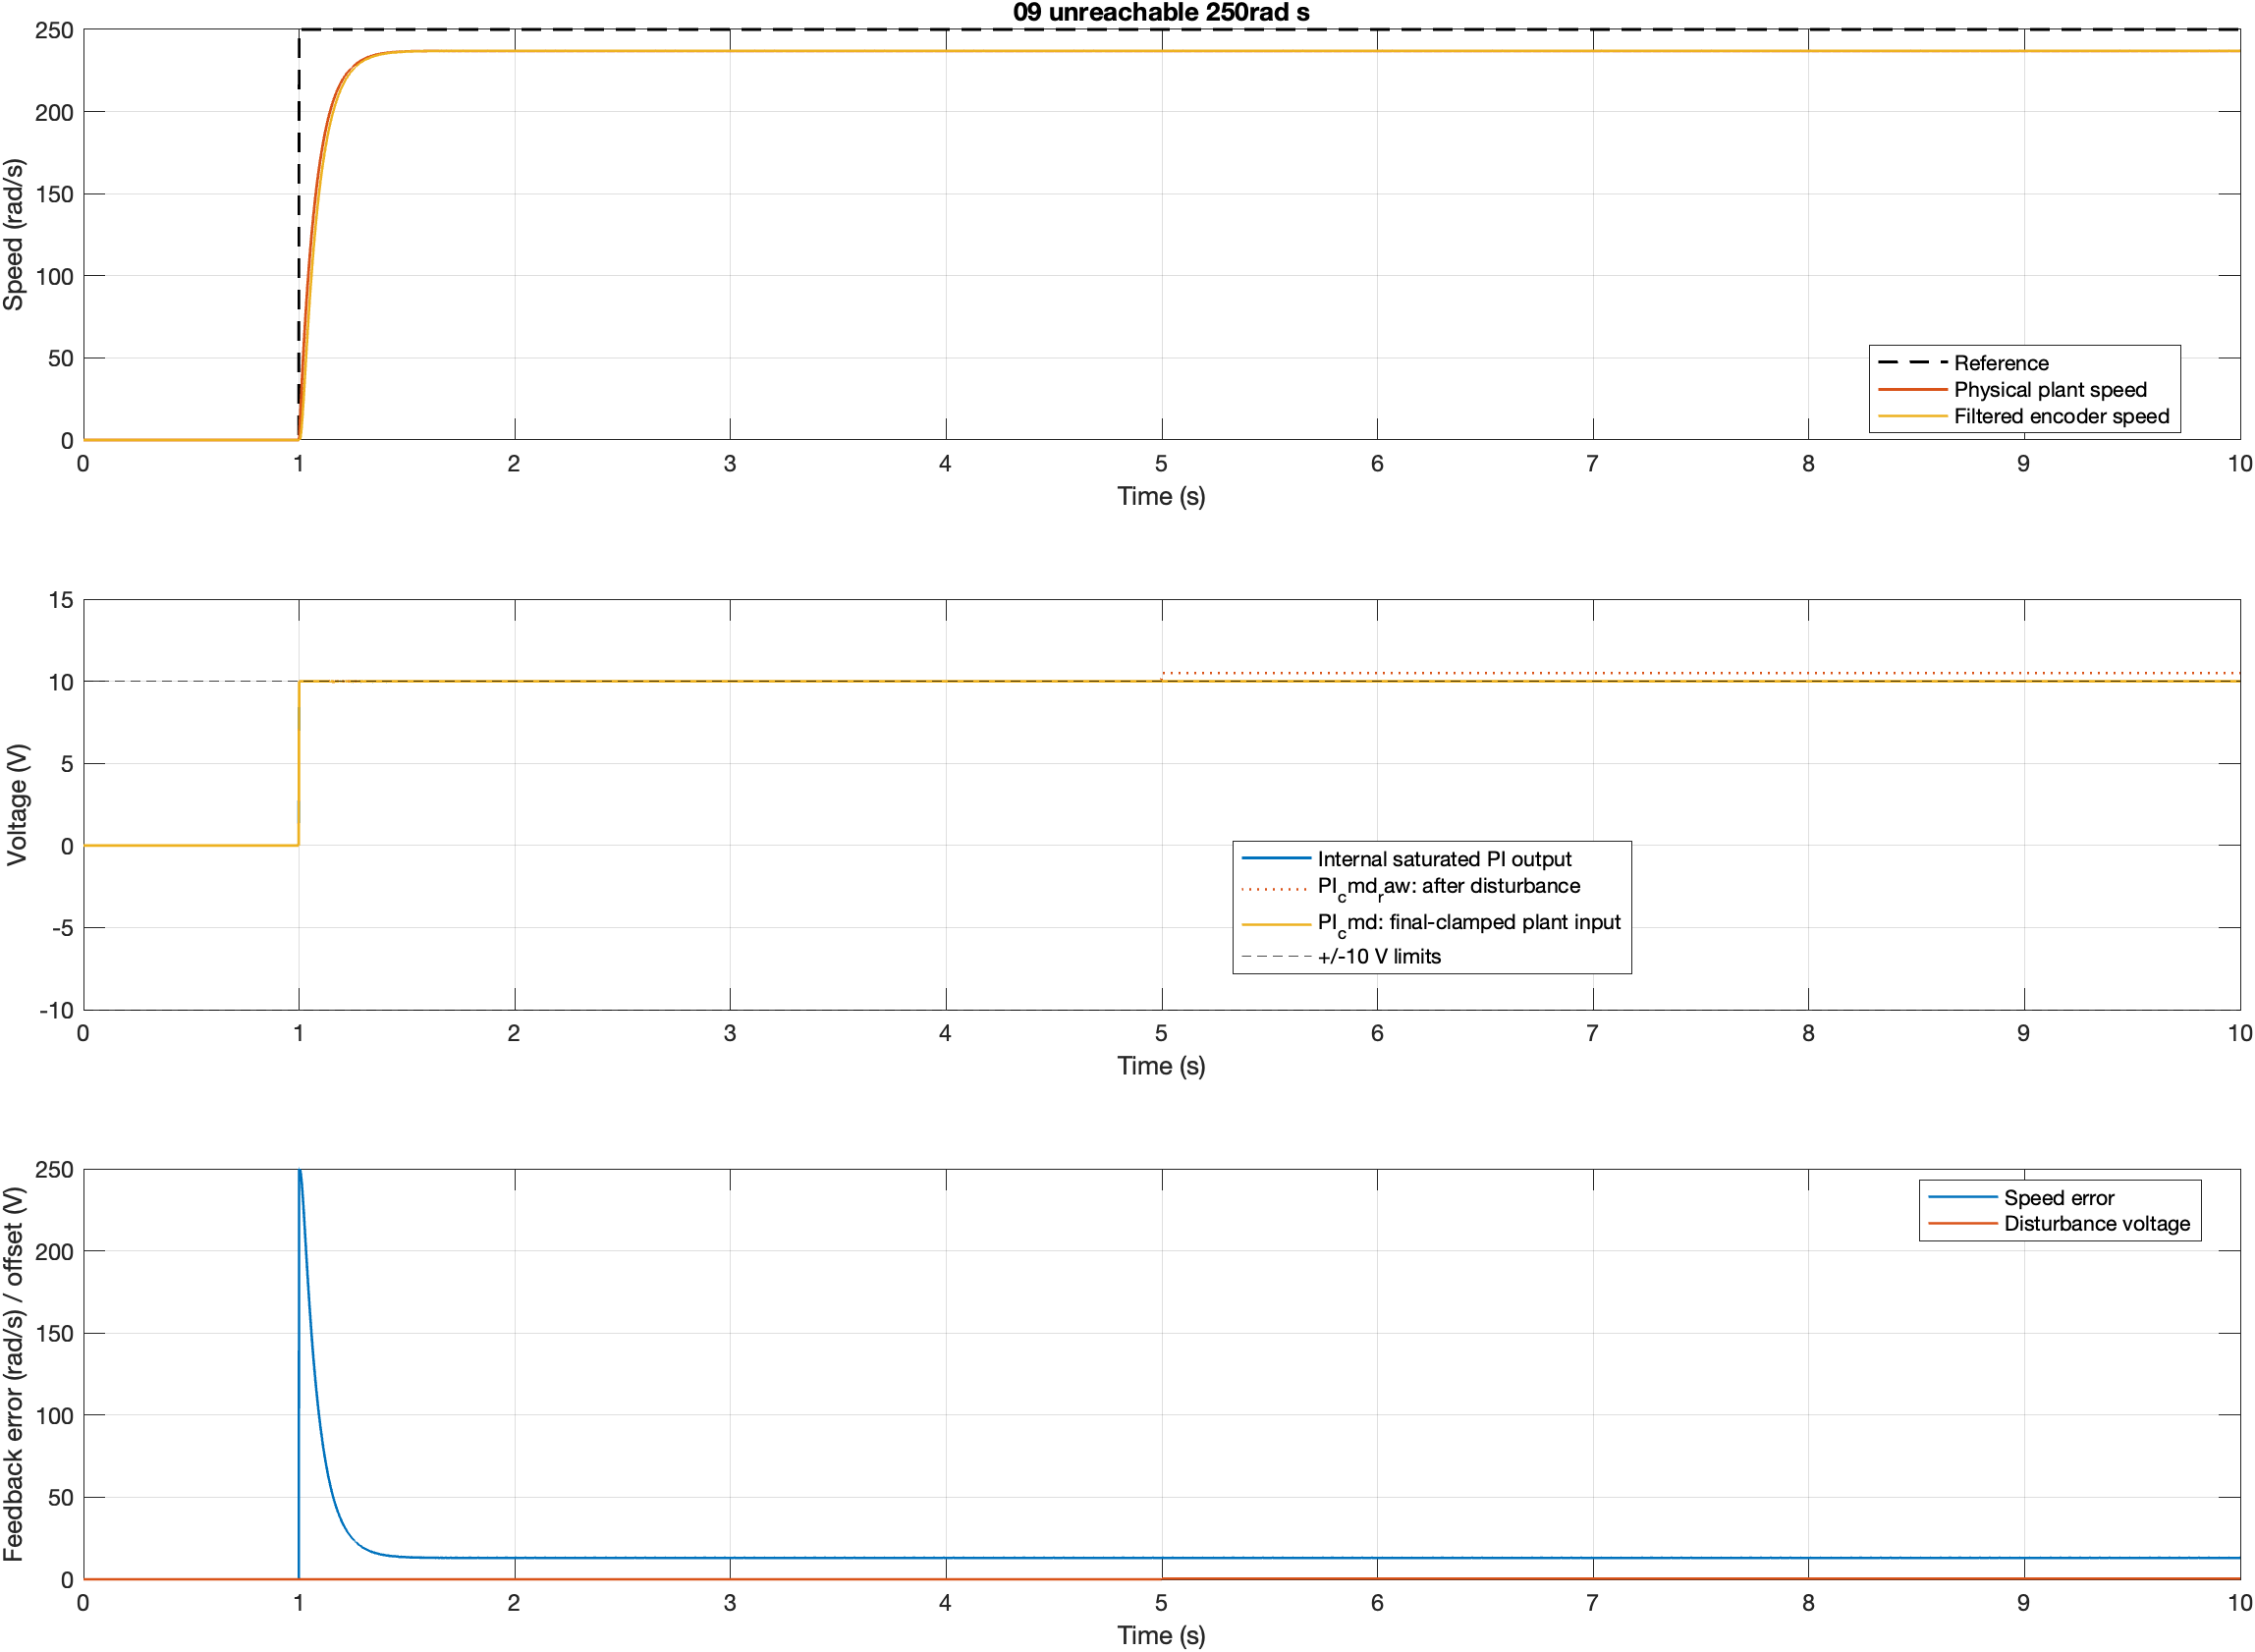 09 unreachable 250rad s
250
200
150
100
50
0
Speed (rad/s)
Reference
Physical plant speed
Filtered encoder speed
0 1 2 3 4 5 6 7 8 9 10
Time (s)
15
10
5
0
-5
-10
Voltage (V)
Internal saturated PI output
PI_cmd_raw: after disturbance
PI_cmd: final-clamped plant input
+/-10 V limits
0 1 2 3 4 5 6 7 8 9 10
Time (s)
250
200
150
100
50
0
Feedback error (rad/s) / offset (V)
Speed error
Disturbance voltage
0 1 2 3 4 5 6 7 8 9 10
Time (s)